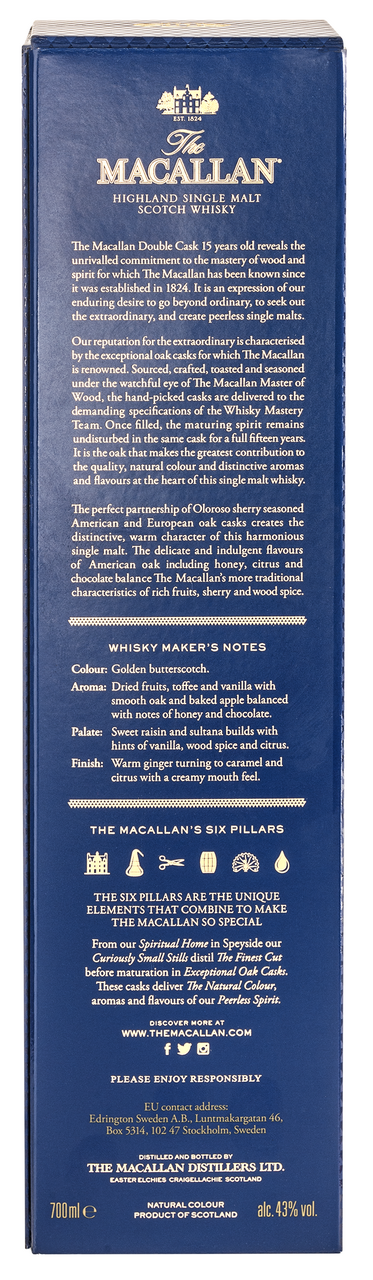 EST. 1824
The
MACALLAN
HIGHLAND SINGLE MALT
SCOTCH WHISKY
The Macallan Double Cask 15 years old reveals the
unrivalled commitment to the mastery of wood and
spirit for which The Macallan has been known since
it was established in 1824. It is an expression of our
enduring desire to go beyond ordinary, to seek out
the extraordinary, and create peerless single malts.
Our reputation for the extraordinary is characterised
by the exceptional oak casks for which The Macallan
is renowned. Sourced, crafted, toasted and seasoned
under the watchful eye of The Macallan Master of
Wood, the hand-picked casks are delivered to the
demanding specifications of the Whisky Mastery
Team. Once filled, the maturing spirit remains
undisturbed in the same cask for a full fifteen years.
It is the oak that makes the greatest contribution to
the quality, natural colour and distinctive aromas
and flavours at the heart of this single malt whisky.
The perfect partnership of Oloroso sherry seasoned
American and European oak casks creates the
distinctive, warm character of this harmonious
single malt. The delicate and indulgent flavours
of American oak including honey, citrus and
chocolate balance The Macallan's more traditional
characteristics of rich fruits, sherry and wood spice.
WHISKY MAKER'S NOTES
Colour: Golden butterscotch.
Aroma: Dried fruits, toffee and vanilla with
smooth oak and baked apple balanced
with notes of honey and chocolate.
Palate: Sweet raisin and sultana builds with
hints of vanilla, wood spice and citrus.
Finish: Warm ginger turning to caramel and
citrus with a creamy mouth feel.
THE MACALLAN'S SIX PILLARS
THE SIX PILLARS ARE THE UNIQUE
ELEMENTS THAT COMBINE TO MAKE
THE MACALLAN SO SPECIAL
From our Spiritual Home in Speyside our
Curiously Small Stills distil The Finest Cut
before maturation in Exceptional Oak Casks.
These casks deliver The Natural Colour,
aromas and flavours of our Peerless Spirit.
DISCOVER MORE AT
WWW.THEMACALLAN.COM
PLEASE ENJOY RESPONSIBLY
EU contact address:
Edrington Sweden A.B., Luntmakargatan 46,
Box 5314, 102 47 Stockholm, Sweden
DISTILLED AND BOTTLED BY
THE MACALLAN DISTILLERS LTD.
EASTER ELCHIES CRAIGELLACHIE SCOTLAND
700ml ℮
NATURAL COLOUR
PRODUCT OF SCOTLAND
alc. 43% vol.